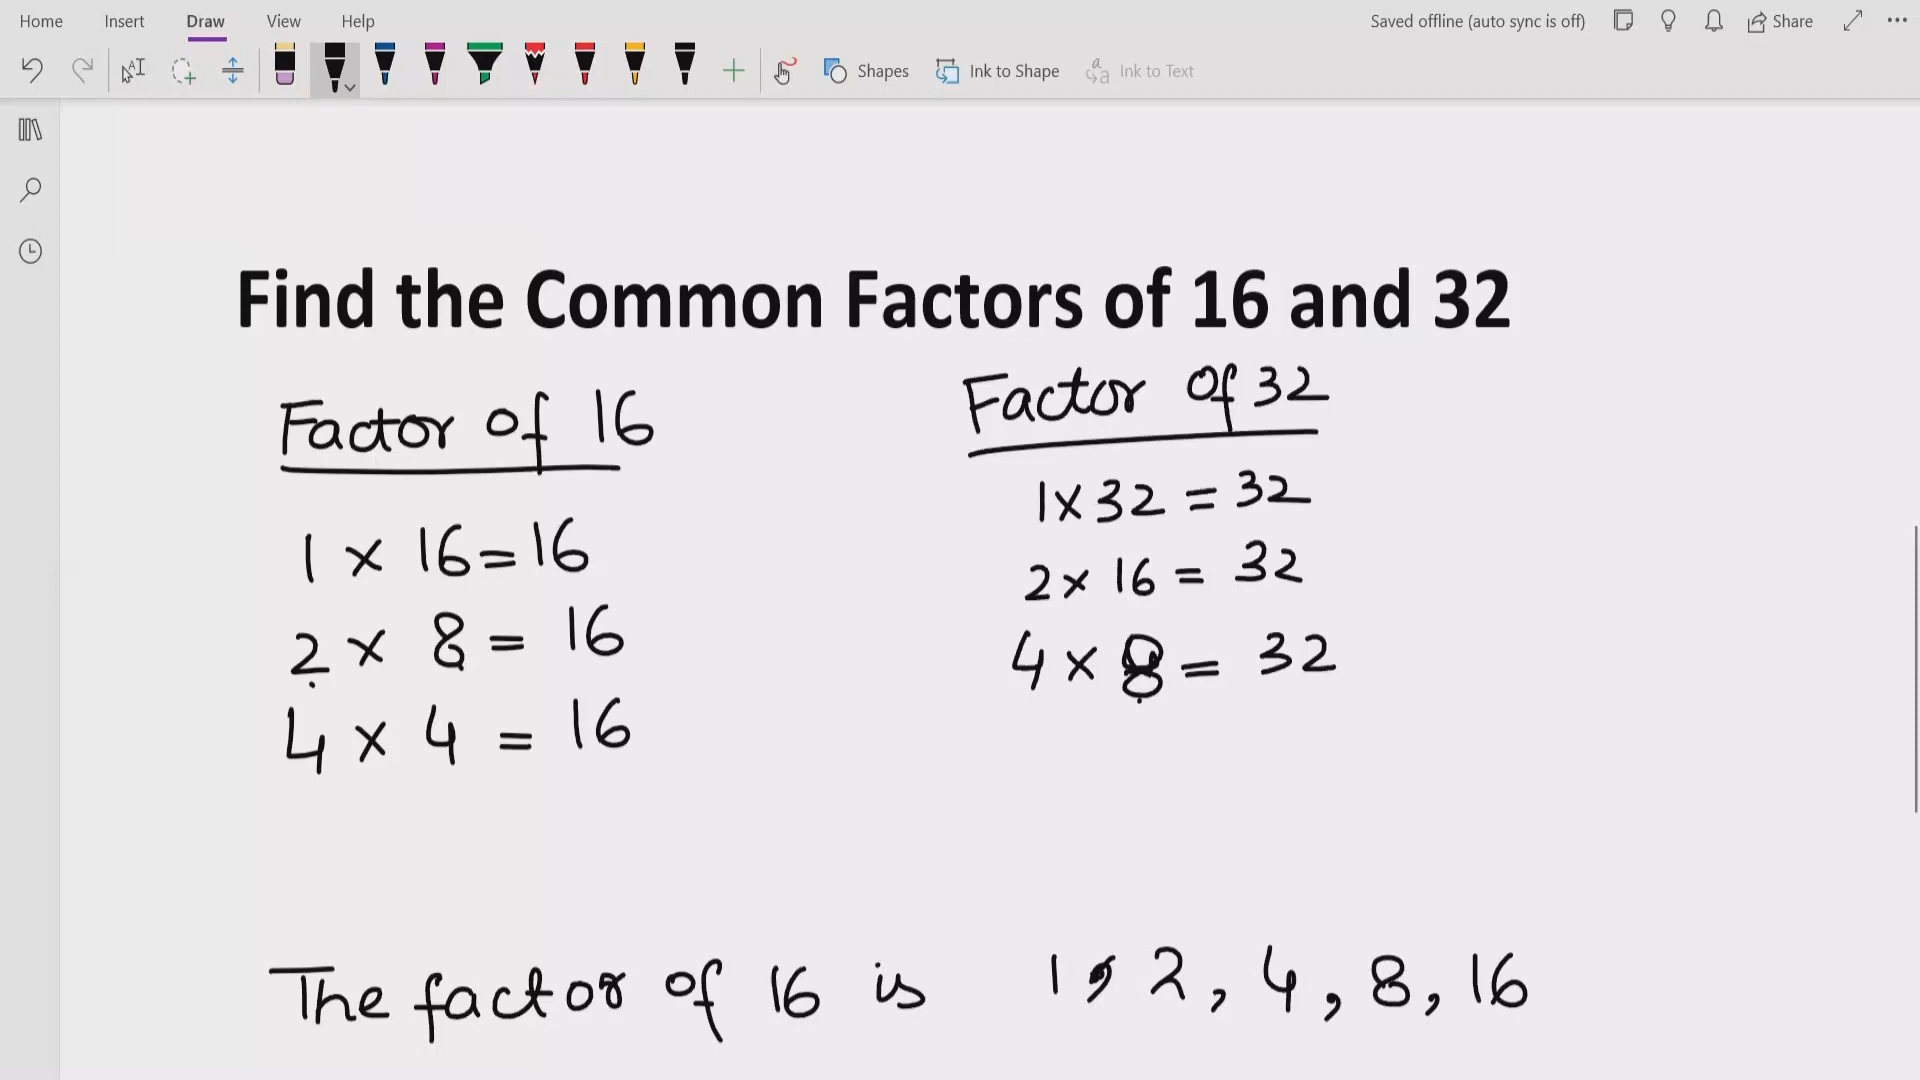 Home Insert Draw View Help Saved offline (auto sync is off) Share
Shapes Ink to Shape Ink to Text
Find the Common Factors of 16 and 32
Factor of 16
1 x 16 = 16
2 x 8 = 16
4 x 4 = 16
Factor of 32
1 x 32 = 32
2 x 16 = 32
4 x 8 = 32
The factor of 16 is 1, 2, 4, 8, 16